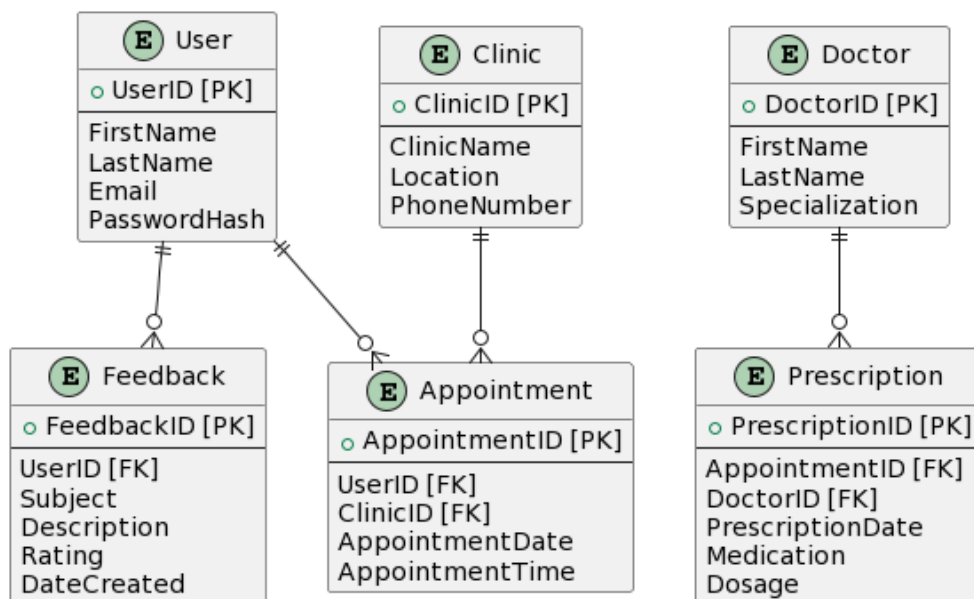 E User
UserID [PK]
FirstName
LastName
Email
PasswordHash
E Clinic
ClinicID [PK]
ClinicName
Location
PhoneNumber
E Doctor
DoctorID [PK]
FirstName
LastName
Specialization
E Feedback
FeedbackID [PK]
UserID [FK]
Subject
Description
Rating
DateCreated
E Appointment
AppointmentID [PK]
UserID [FK]
ClinicID [FK]
AppointmentDate
AppointmentTime
E Prescription
PrescriptionID [PK]
AppointmentID [FK]
DoctorID [FK]
PrescriptionDate
Medication
Dosage